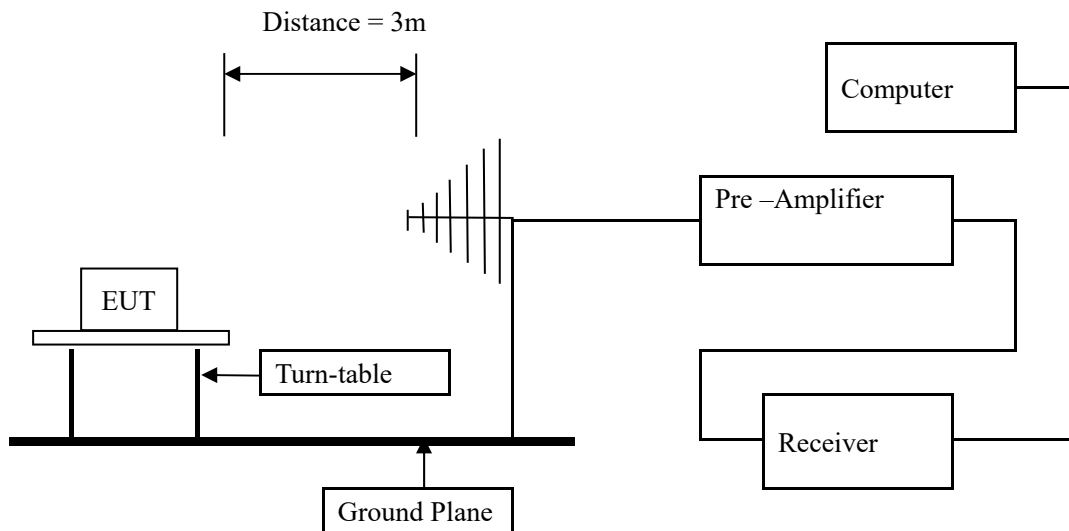 Distance = 3m
Computer
Pre –Amplifier
EUT
Turn-table
Receiver
Ground Plane